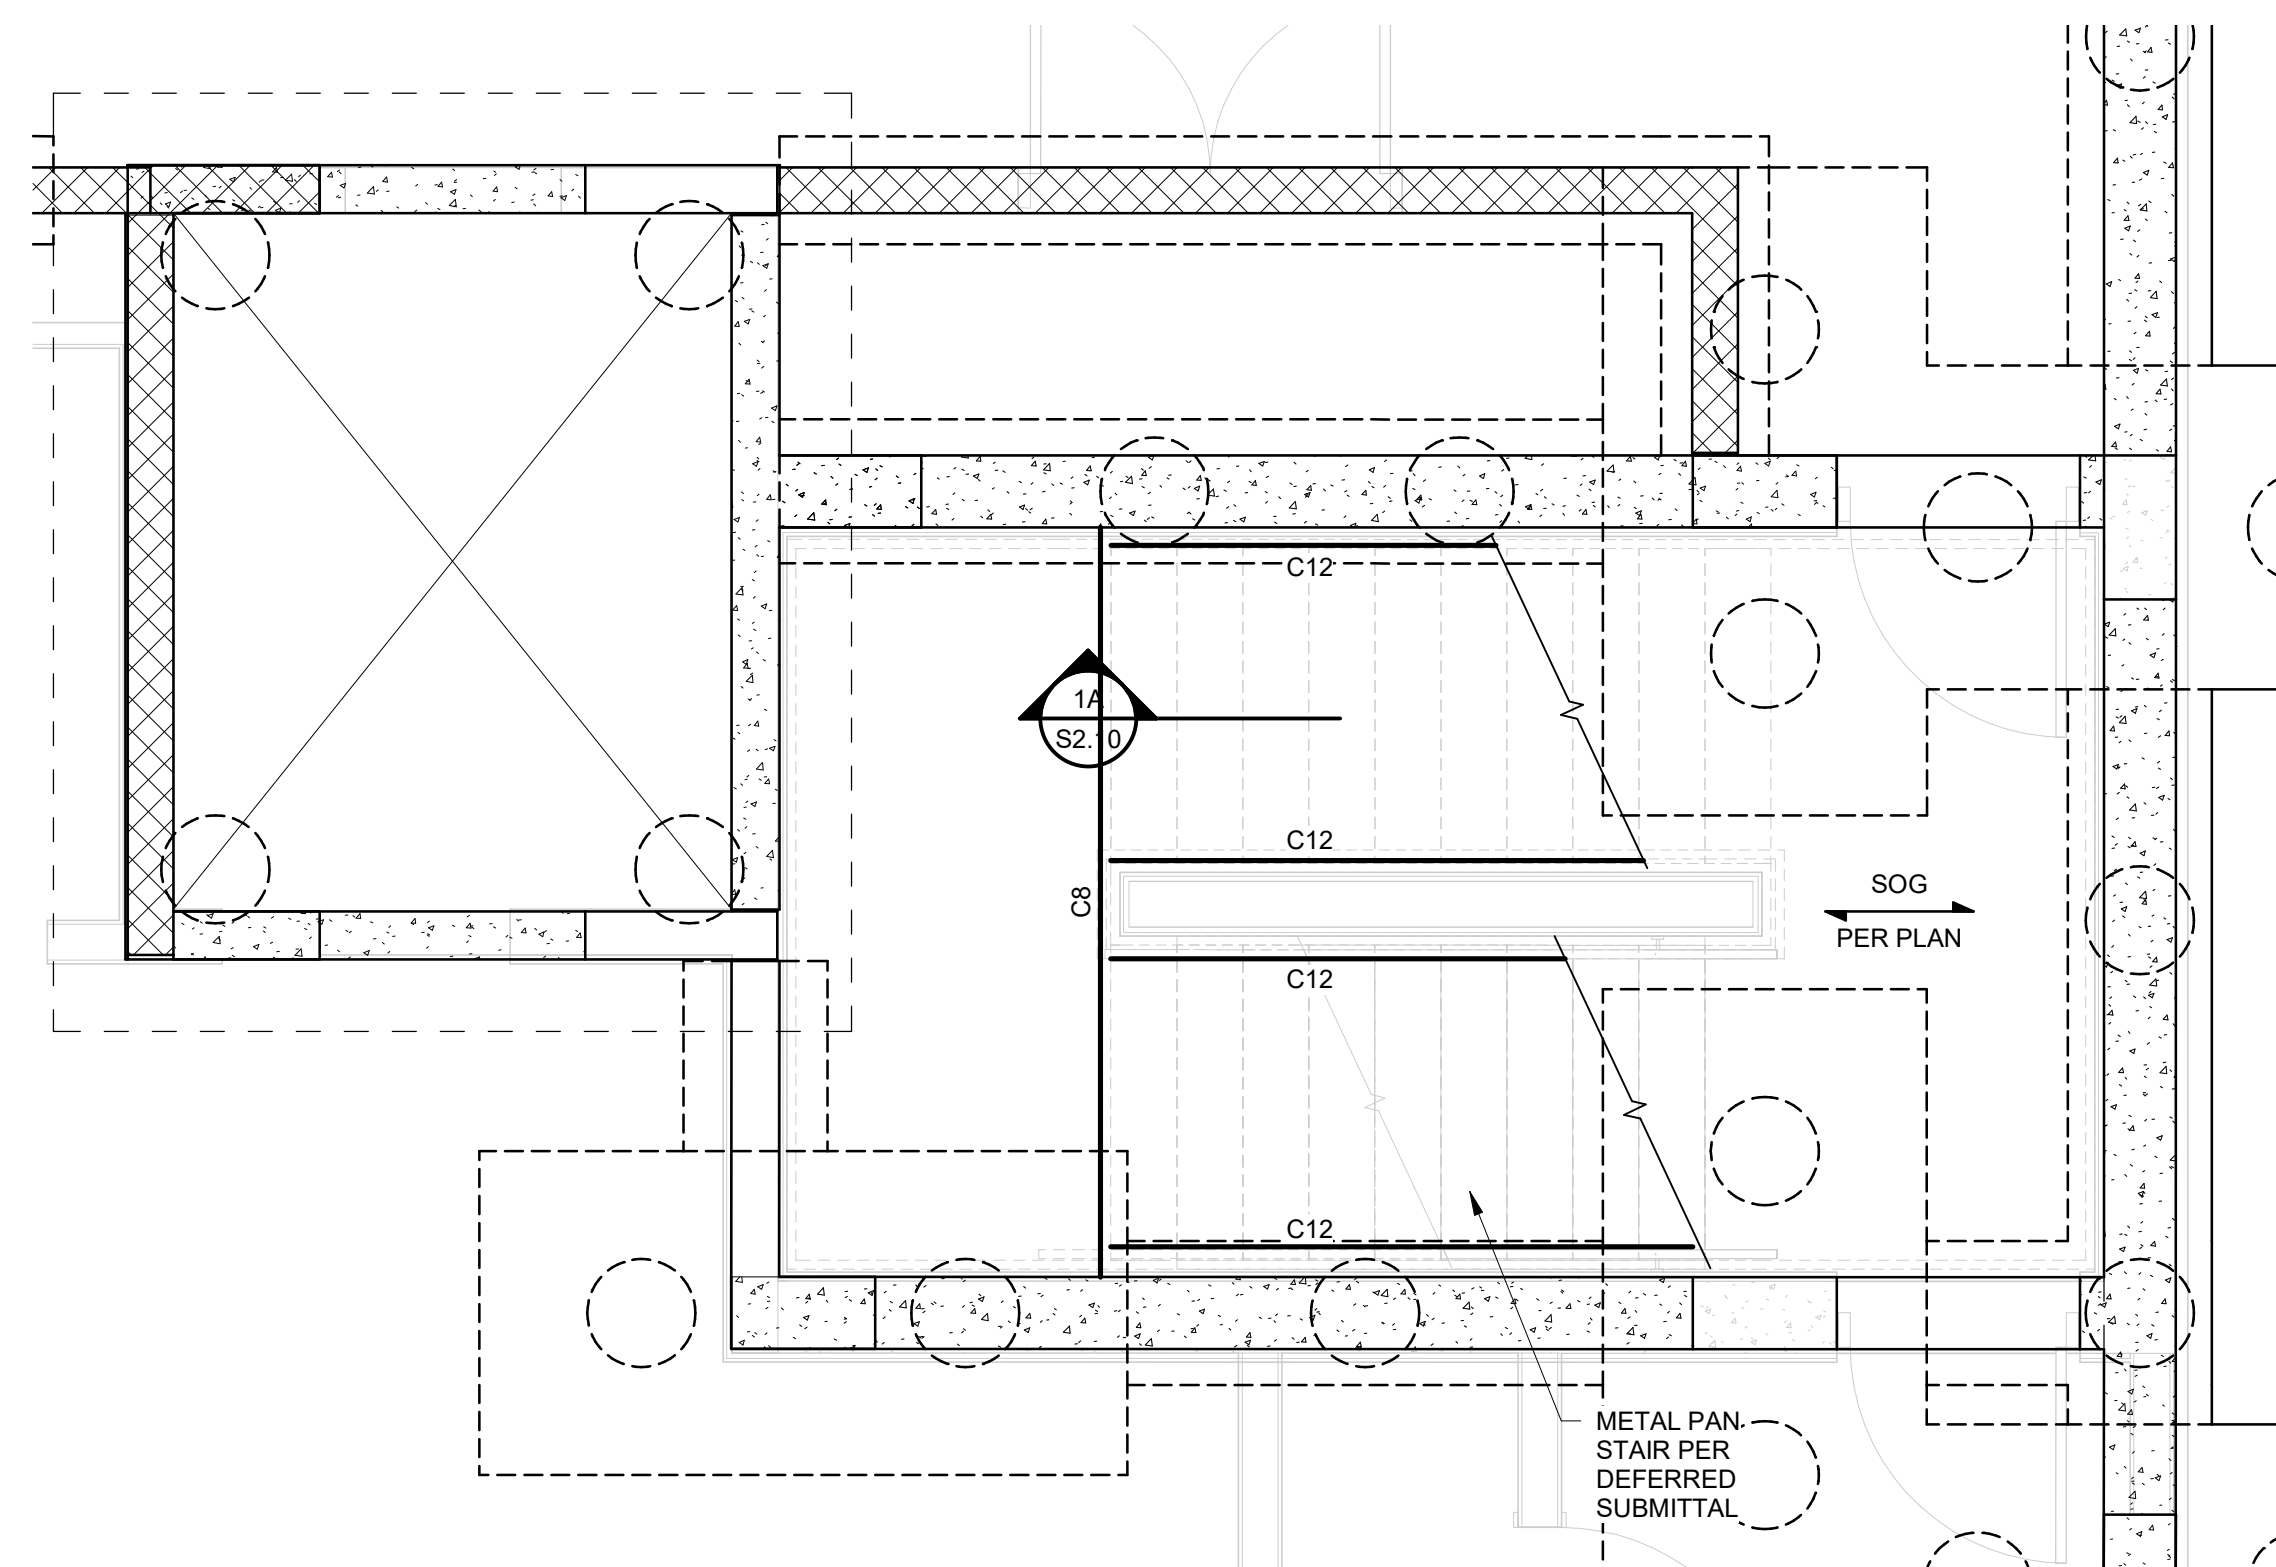 C12
1A
S2.10
C12
C8
SOG
PER PLAN
C12
C12
METAL PAN
STAIR PER
DEFERRED
SUBMITTAL